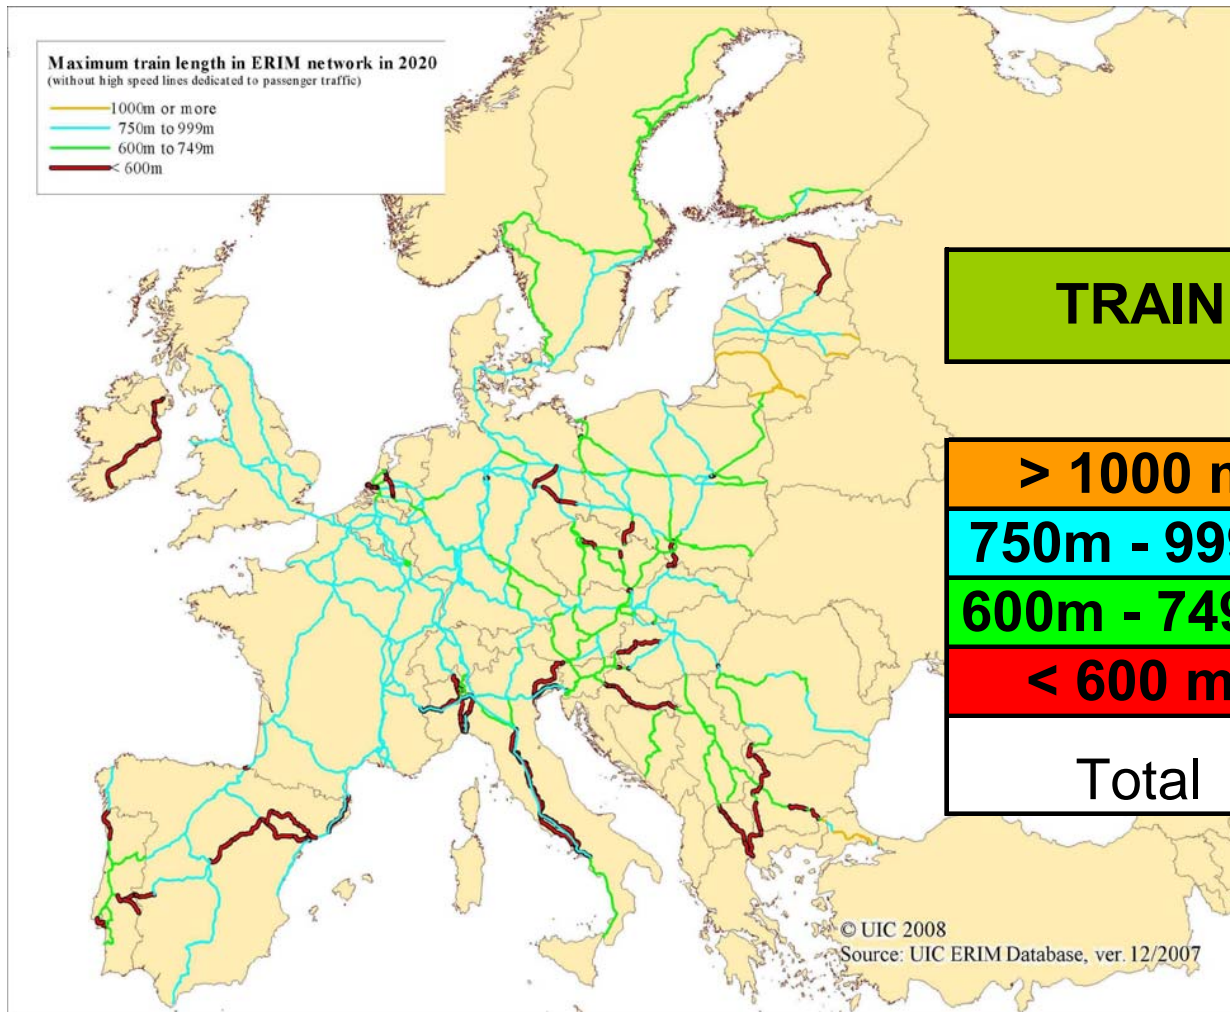 Maximum train length in ERIM network in 2020
(without high speed lines dedicated to passenger traffic)
1000m or more
750m to 999m
600m to 749m
< 600m
TRAIN
> 1000
750m - 999
600m - 749
< 600 m
Total
© UIC 2008
Source: UIC ERIM Database, ver. 12/2007